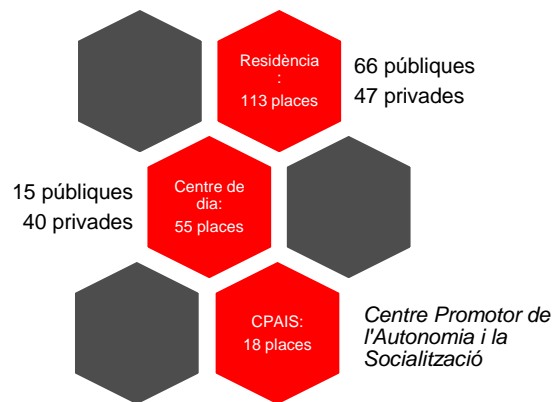 Residència
:
113 places
66 públiques
47 privades
15 públiques
40 privades
Centre de
dia:
55 places
CPAIS:
18 places
Centre Promotor de
l'Autonomia i la
Socialització